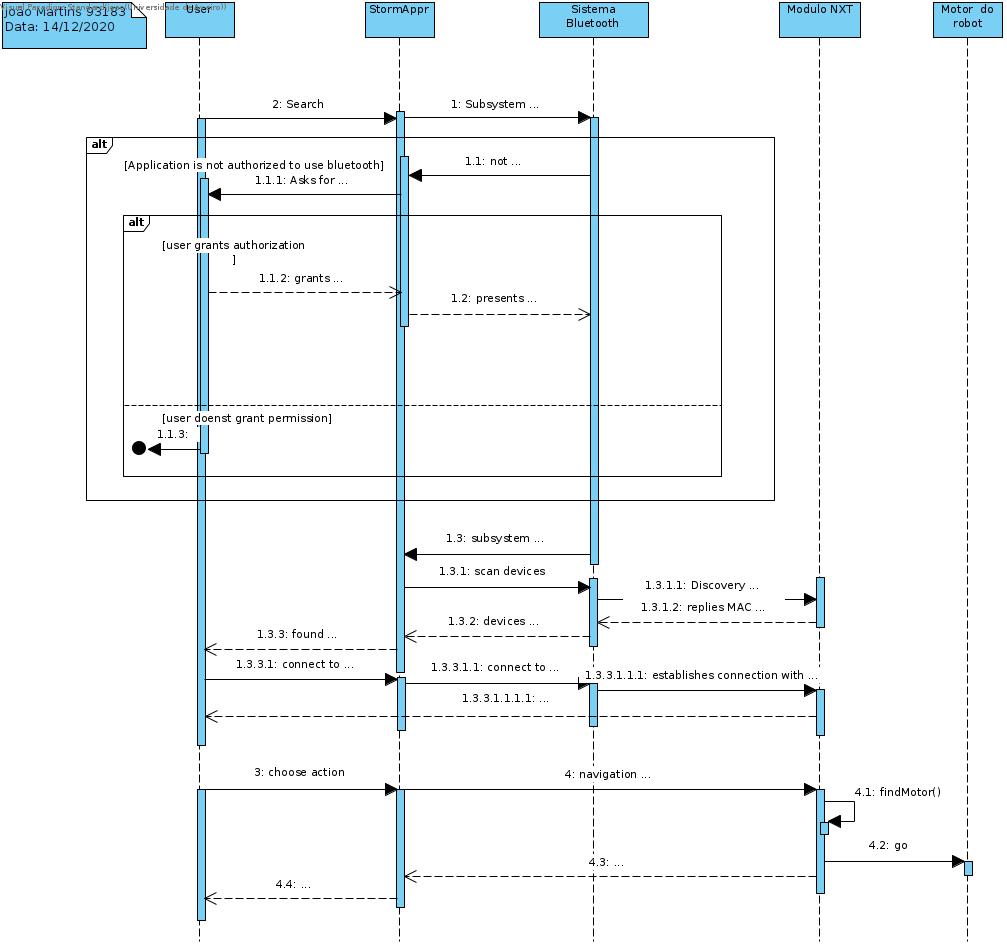 João Martins 93183
Data: 14/12/2020
User
StormAppr
Sistema
Bluetooth
Modulo NXT
Motor do
robot
2: Search
1: Subsystem ...
alt
[Application is not authorized to use bluetooth]
1.1: not ...
1.1.1: Asks for ...
alt
[user grants authorization
]
1.1.2: grants ...
1.2: presents ...
[user doenst grant permission]
1.1.3:
1.3: subsystem ...
1.3.1: scan devices
1.3.1.1: Discovery ...
1.3.1.2: replies MAC ...
1.3.2: devices ...
1.3.3: found ...
1.3.3.1: connect to ...
1.3.3.1.1: connect to ...
1.3.3.1.1.1: establishes connection with ...
1.3.3.1.1.1.1: ...
3: choose action
4: navigation ...
4.1: findMotor()
4.2: go
4.3: ...
4.4: ...